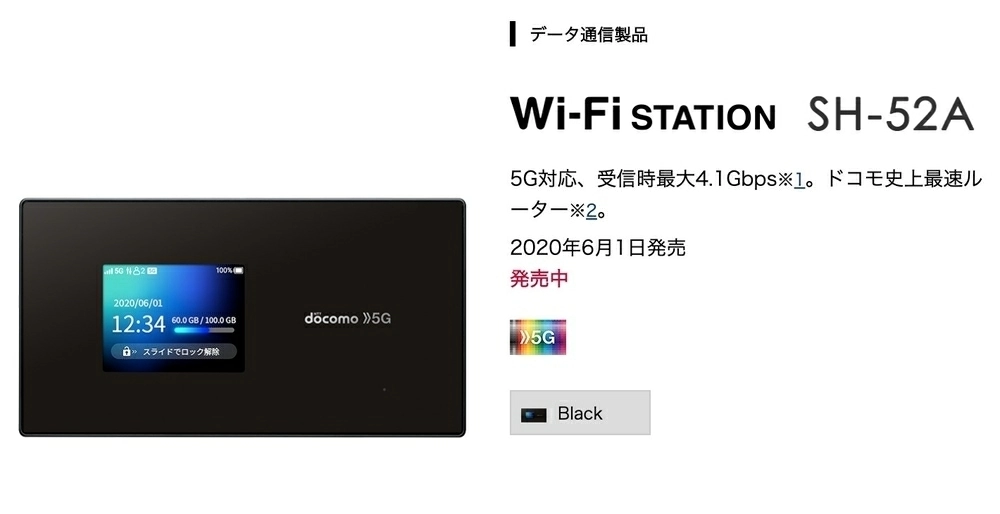 データ通信製品
Wi-Fi STATION SH-52A
5G対応、受信時最大4.1Gbps※1。ドコモ史上最速ル
ーター※2。
2020年6月1日発売
発売中
5G
Black
5G 2 5G 100%
2020/06/01
12:34 60.0 GB / 100.0 GB
スライドでロック解除
docomo 5G